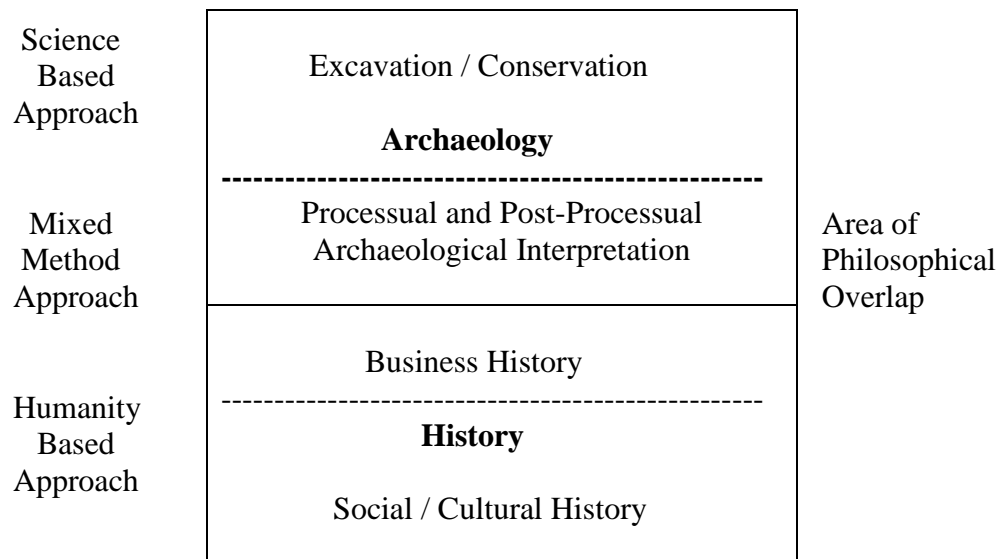 Science
Based
Approach
Excavation / Conservation
Archaeology
Mixed
Method
Approach
Processual and Post-Processual
Archaeological Interpretation
Area of
Philosophical
Overlap
Business History
Humanity
Based
Approach
History
Social / Cultural History